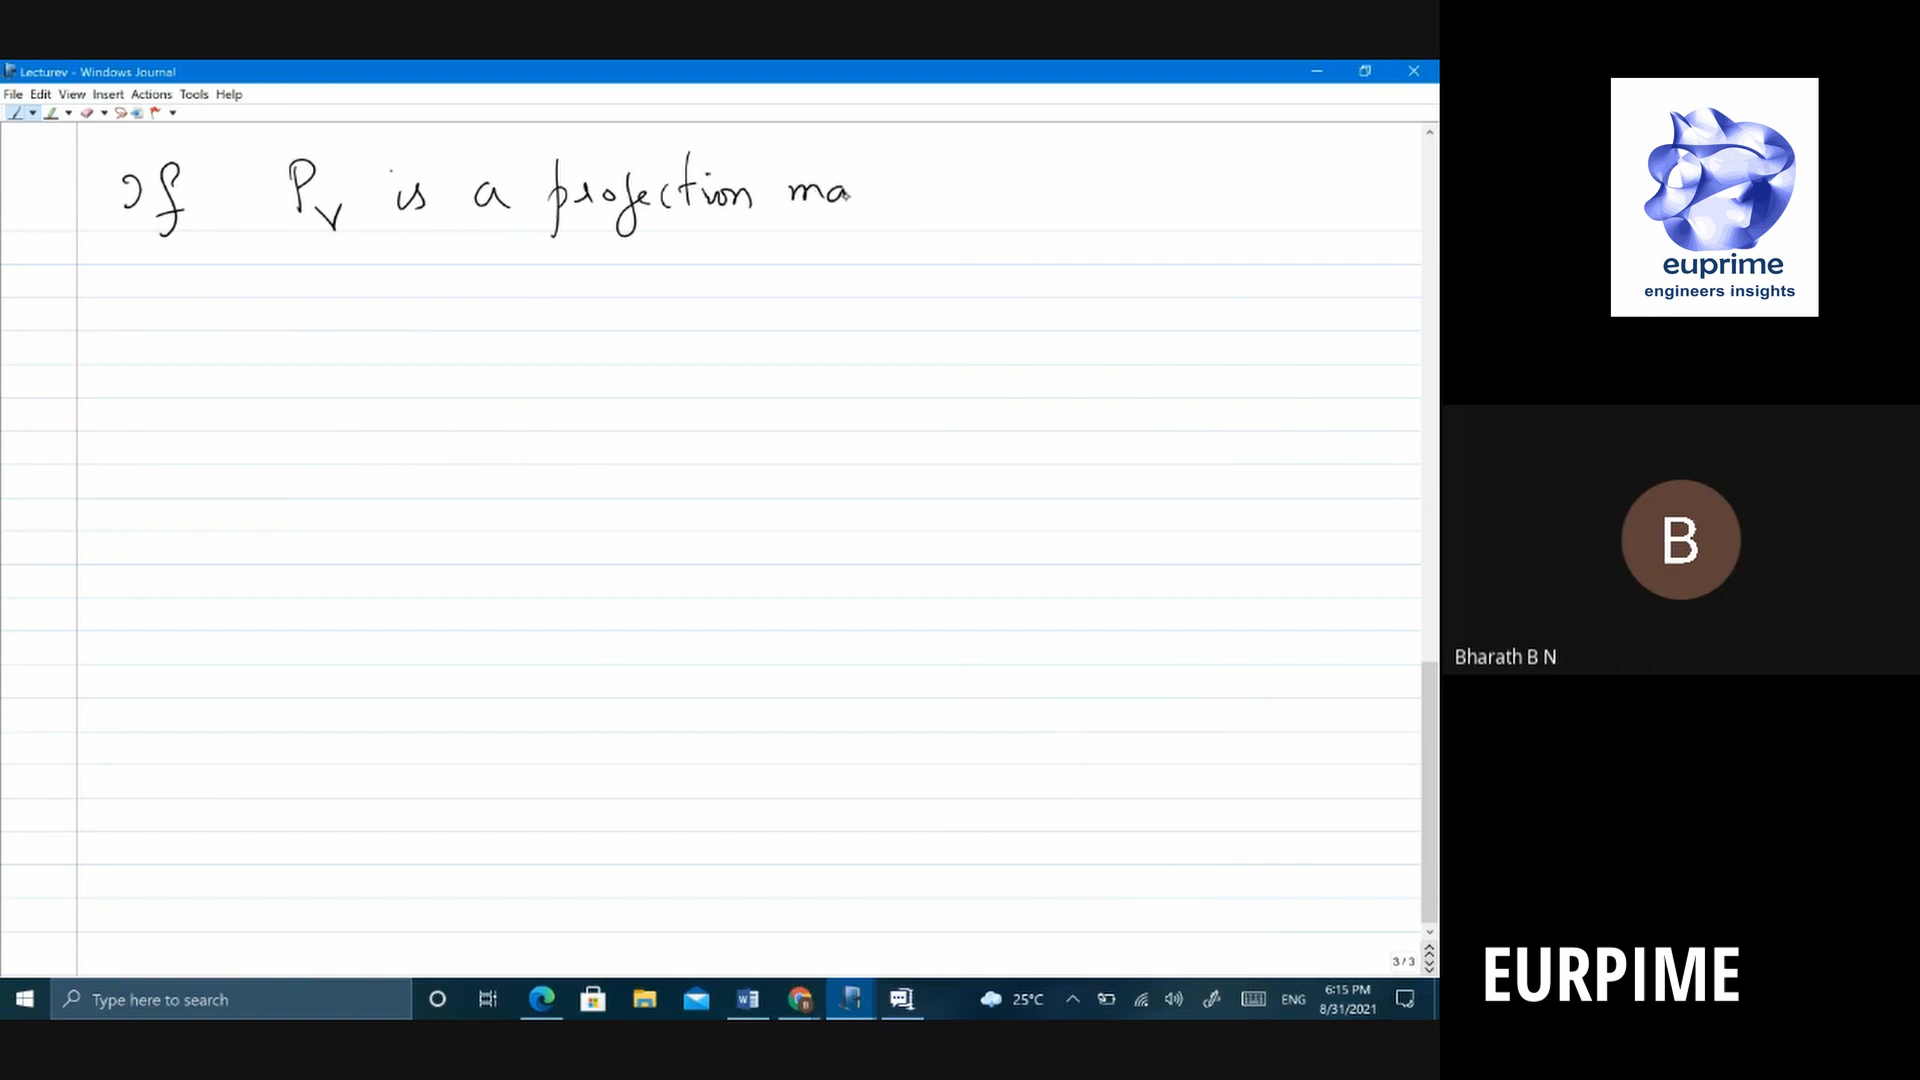 Lecturev - Windows Journal
File Edit View Insert Actions Tools Help
If P_V is a projection ma
euprime
engineers insights
B
Bharath B N
EURPIME
3 / 3
Type here to search
25°C
ENG
6:15 PM
8/31/2021